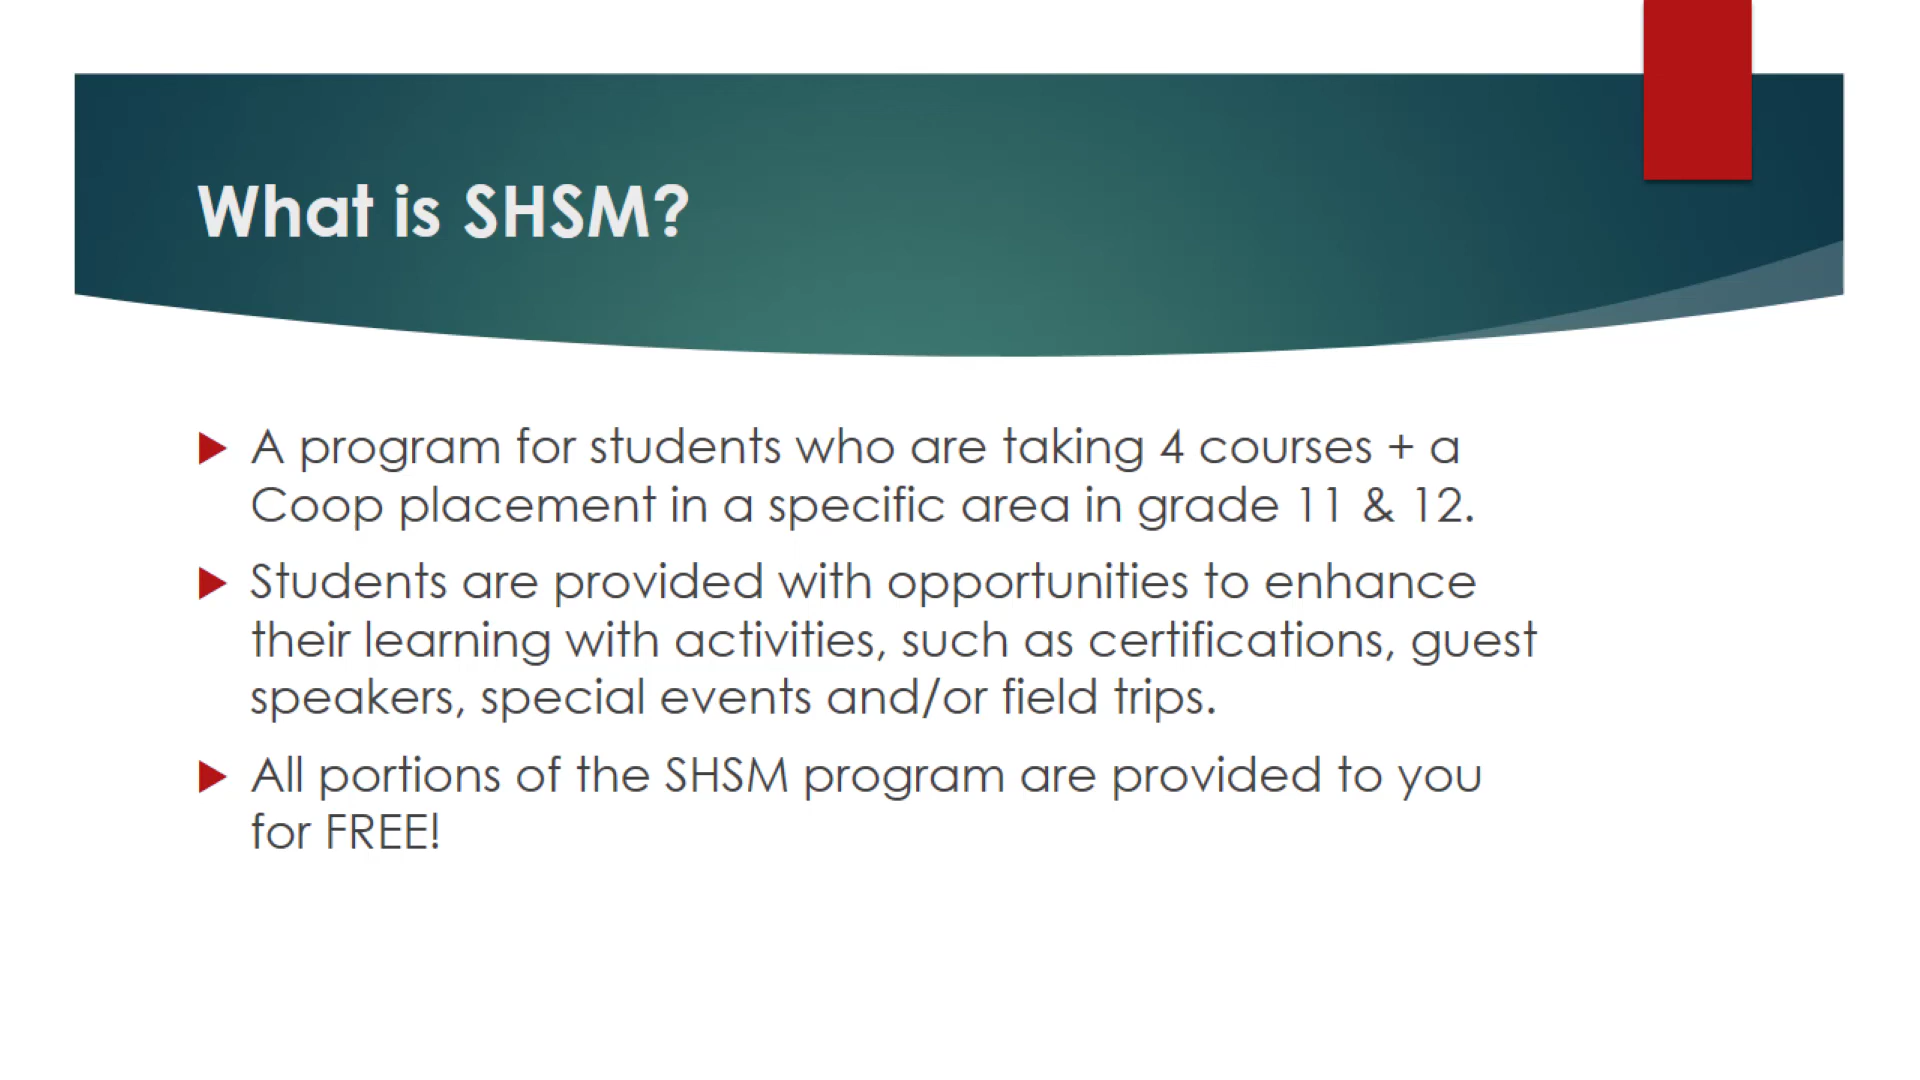 What is SHSM?
A program for students who are taking 4 courses + a
Coop placement in a specific area in grade 11 & 12.
Students are provided with opportunities to enhance
their learning with activities, such as certifications, guest
speakers, special events and/or field trips.
All portions of the SHSM program are provided to you
for FREE!